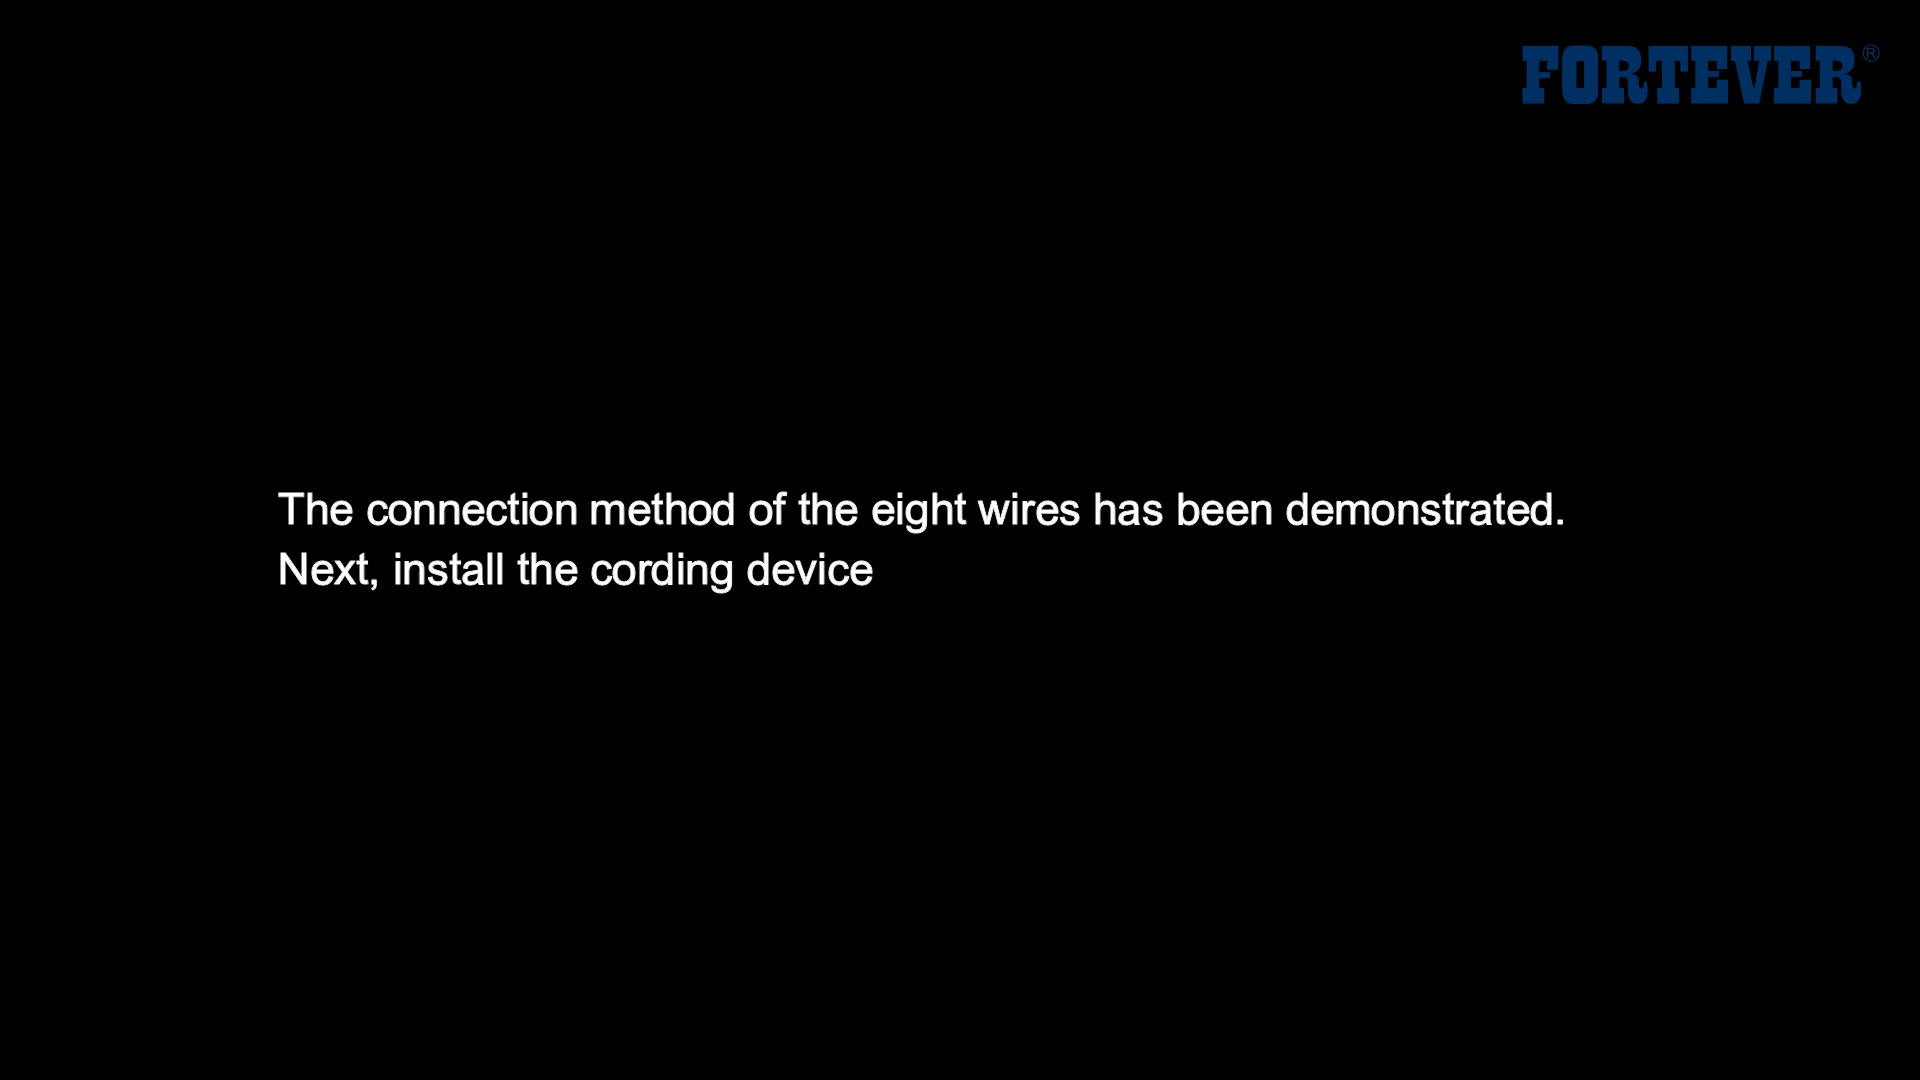 FORTEVER®
The connection method of the eight wires has been demonstrated.
Next, install the cording device